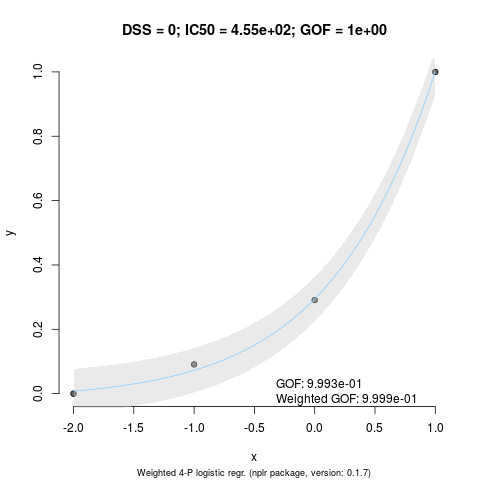 DSS = 0; IC50 = 4.55e+02; GOF = 1e+00
1.0
0.8
0.6
y
0.4
0.2
0.0
GOF: 9.993e-01
Weighted GOF: 9.999e-01
-2.0 -1.5 -1.0 -0.5 0.0 0.5 1.0
x
Weighted 4-P logistic regr. (nplr package, version: 0.1.7)